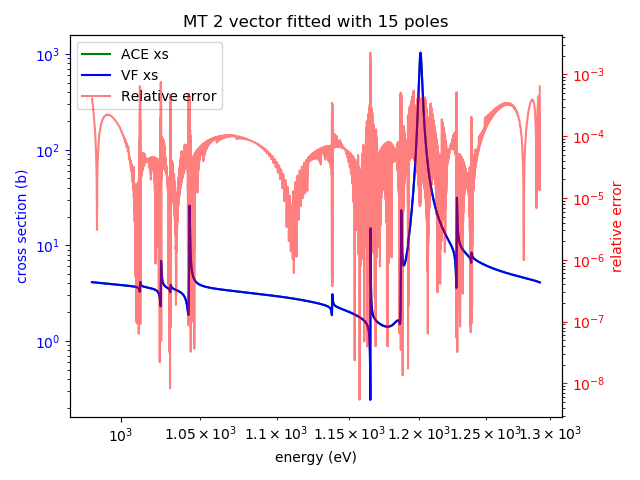 MT 2 vector fitted with 15 poles
ACE xs
VF xs
Relative error
cross section (b)
10³
10²
10¹
10⁰
relative error
10⁻³
10⁻⁴
10⁻⁵
10⁻⁶
10⁻⁷
10⁻⁸
10³
1.05 × 10³
1.1 × 10³
1.15 × 10³
1.2 × 10³
1.25 × 10³
1.3 × 10³
energy (eV)